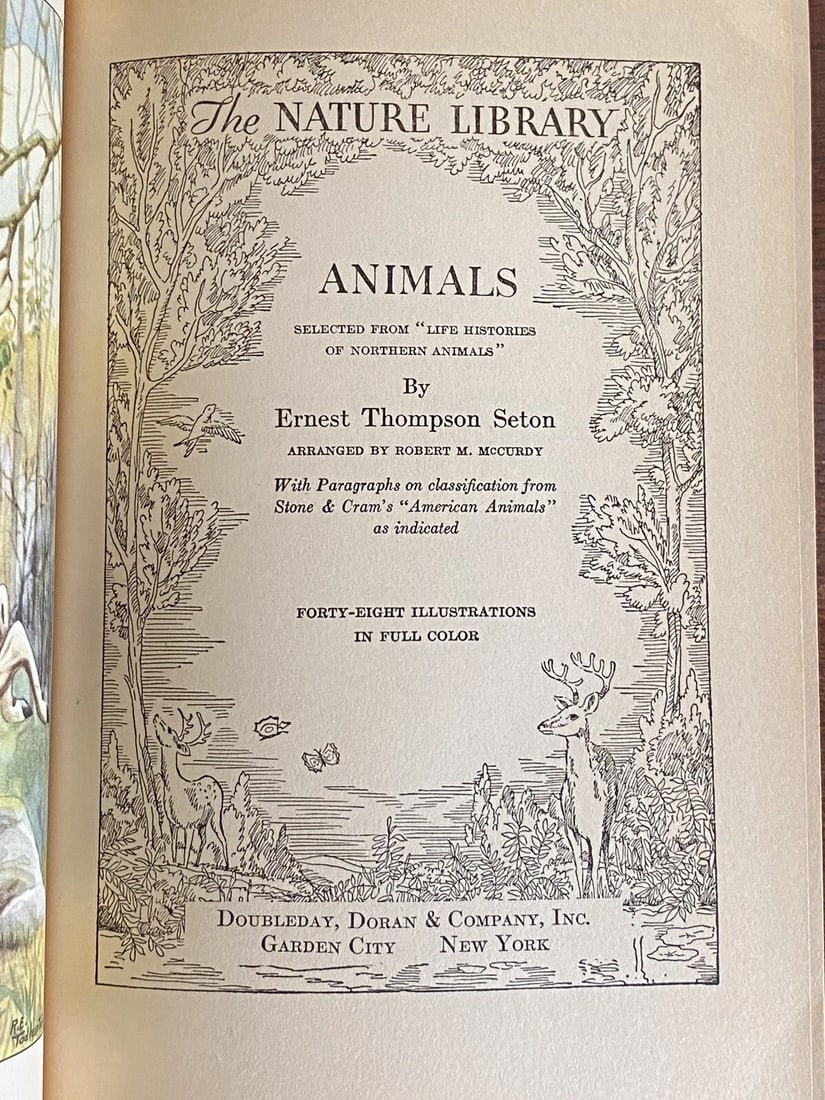 The NATURE LIBRARY
ANIMALS
SELECTED FROM "LIFE HISTORIES
OF NORTHERN ANIMALS"
By
Ernest Thompson Seton
ARRANGED BY ROBERT M. McCURDY
With Paragraphs on classification from
Stone & Cram's "American Animals"
as indicated
FORTY-EIGHT ILLUSTRATIONS
IN FULL COLOR
DOUBLEDAY, DORAN & COMPANY, INC.
GARDEN CITY NEW YORK